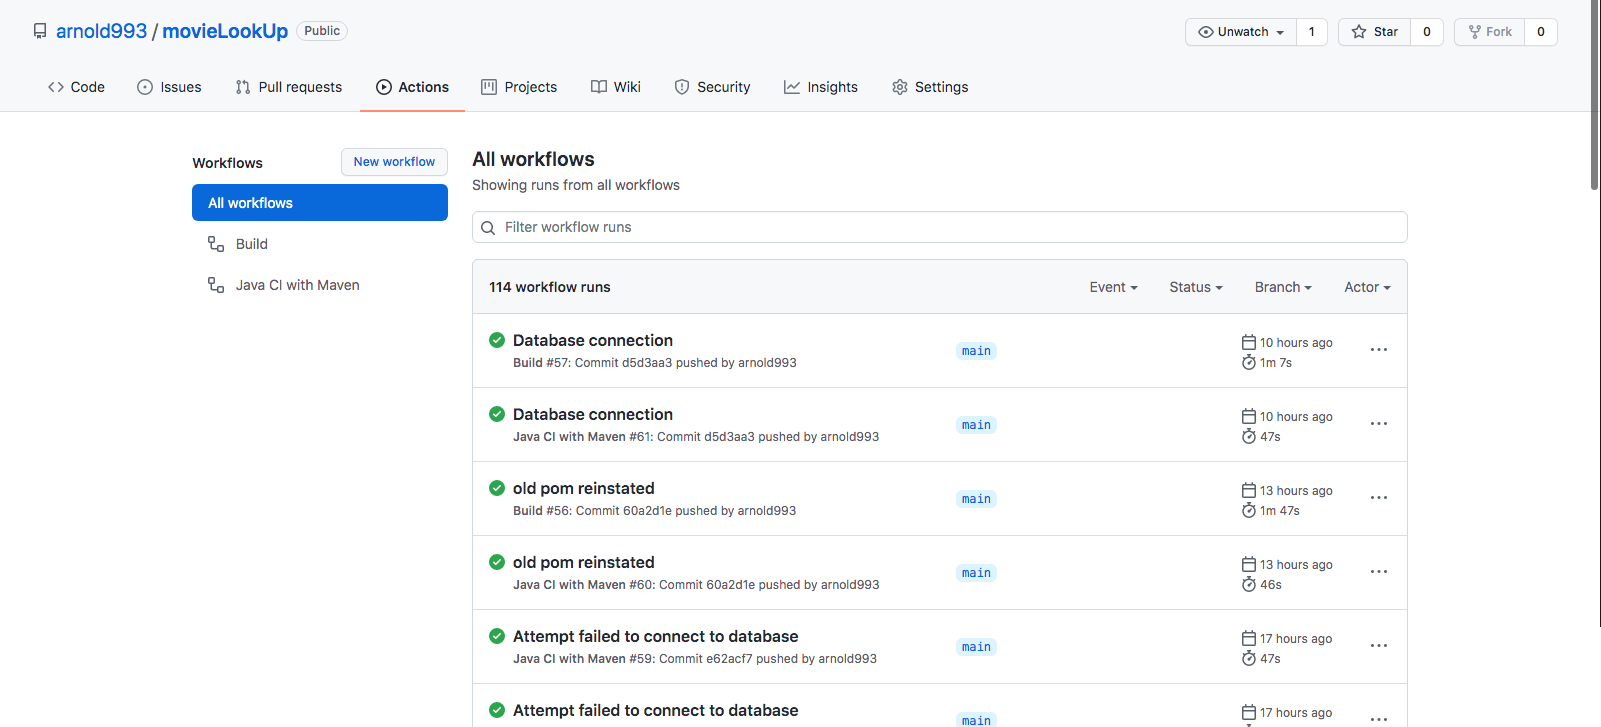 arnold993 / movieLookUp Public
Unwatch 1 Star 0 Fork 0
Code Issues Pull requests Actions Projects Wiki Security Insights Settings
Workflows
New workflow
All workflows
Build
Java CI with Maven
All workflows
Showing runs from all workflows
Filter workflow runs
114 workflow runs Event Status Branch Actor
Database connection
Build #57: Commit d5d3aa3 pushed by arnold993
main
10 hours ago
1m 7s
Database connection
Java CI with Maven #61: Commit d5d3aa3 pushed by arnold993
main
10 hours ago
47s
old pom reinstated
Build #56: Commit 60a2d1e pushed by arnold993
main
13 hours ago
1m 47s
old pom reinstated
Java CI with Maven #60: Commit 60a2d1e pushed by arnold993
main
13 hours ago
46s
Attempt failed to connect to database
Java CI with Maven #59: Commit e62acf7 pushed by arnold993
main
17 hours ago
47s
Attempt failed to connect to database
main
17 hours ago